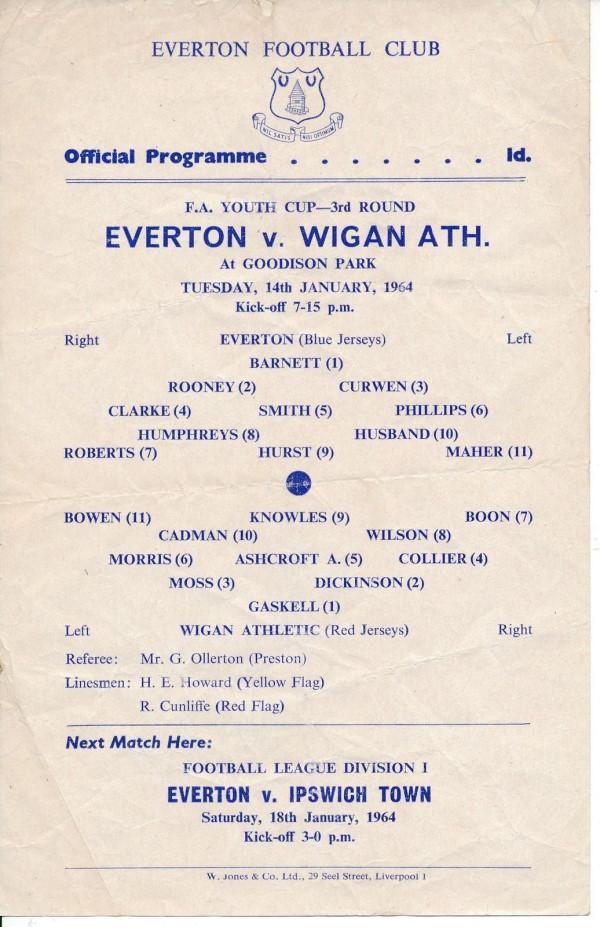 EVERTON FOOTBALL CLUB
NIL SATIS NISI OPTIMUM
Official Programme . . . . . . . 1d.
F.A. YOUTH CUP—3rd ROUND
EVERTON v. WIGAN ATH.
At GOODISON PARK
TUESDAY, 14th JANUARY, 1964
Kick-off 7-15 p.m.
Right EVERTON (Blue Jerseys) Left
BARNETT (1)
ROONEY (2) CURWEN (3)
CLARKE (4) SMITH (5) PHILLIPS (6)
HUMPHREYS (8) HUSBAND (10)
ROBERTS (7) HURST (9) MAHER (11)
BOWEN (11) KNOWLES (9) BOON (7)
CADMAN (10) WILSON (8)
MORRIS (6) ASHCROFT A. (5) COLLIER (4)
MOSS (3) DICKINSON (2)
GASKELL (1)
Left WIGAN ATHLETIC (Red Jerseys) Right
Referee: Mr. G. Ollerton (Preston)
Linesmen: H. E. Howard (Yellow Flag)
R. Cunliffe (Red Flag)
Next Match Here:
FOOTBALL LEAGUE DIVISION I
EVERTON v. IPSWICH TOWN
Saturday, 18th January, 1964
Kick-off 3-0 p.m.
W. Jones & Co. Ltd., 29 Seel Street, Liverpool 1